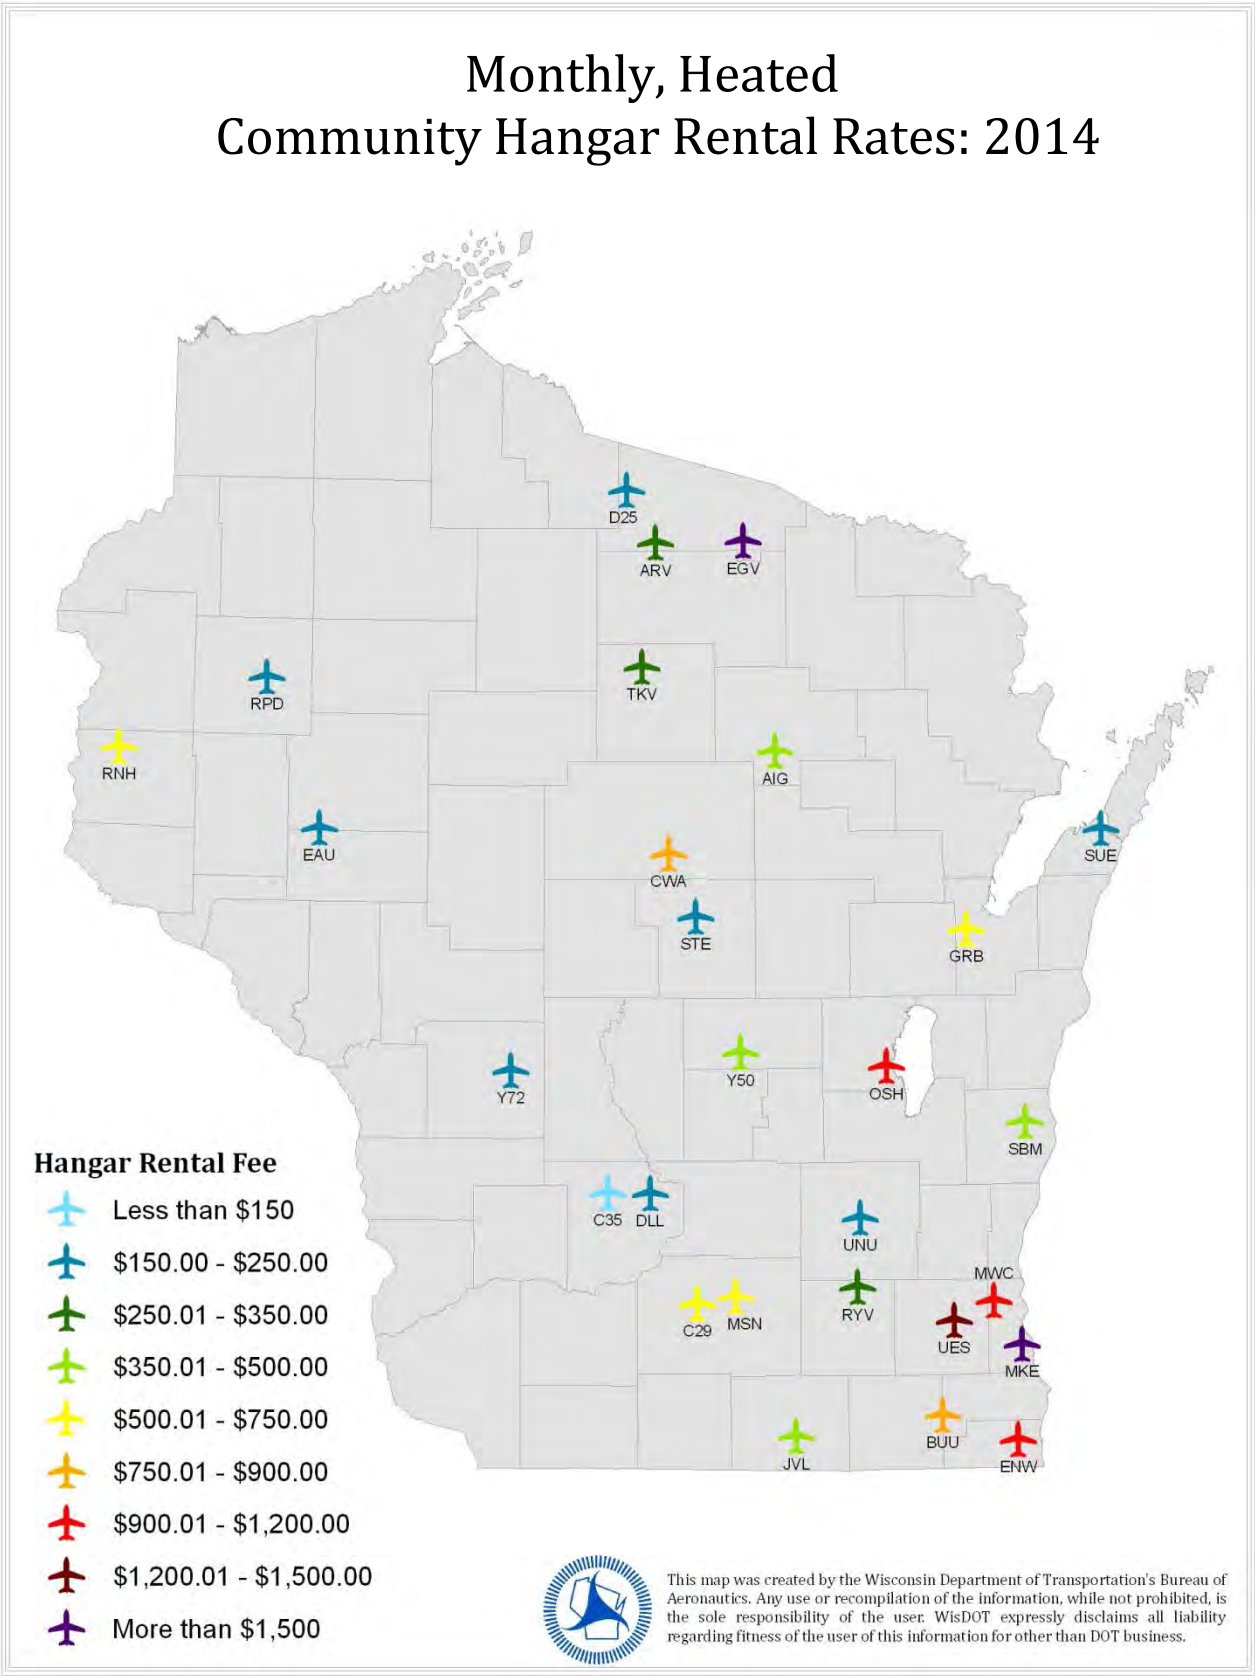 Monthly, Heated
Community Hangar Rental Rates: 2014
D25
ARV
EGV
RPD
TKV
RNH
AIG
EAU
SUE
CWA
STE
GRB
Y72
Y50
OSH
SBM
C35
DLL
UNU
MWC
C29
MSN
RYV
UES
MKE
BUU
JVL
ENW
Hangar Rental Fee
Less than $150
$150.00 - $250.00
$250.01 - $350.00
$350.01 - $500.00
$500.01 - $750.00
$750.01 - $900.00
$900.01 - $1,200.00
$1,200.01 - $1,500.00
More than $1,500
This map was created by the Wisconsin Department of Transportation's Bureau of
Aeronautics. Any use or recompilation of the information, while not prohibited, is
the sole responsibility of the user. WisDOT expressly disclaims all liability
regarding fitness of the user of this information for other than DOT business.